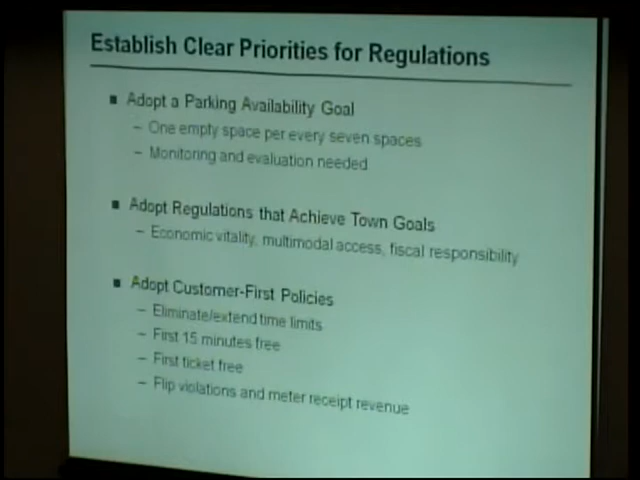 Establish Clear Priorities for Regulations
■ Adopt a Parking Availability Goal
– One empty space per every seven spaces
– Monitoring and evaluation needed
■ Adopt Regulations that Achieve Town Goals
– Economic vitality, multimodal access, fiscal responsibility
■ Adopt Customer-First Policies
– Eliminate/extend time limits
– First 15 minutes free
– First ticket free
– Flip violations and meter receipt revenue